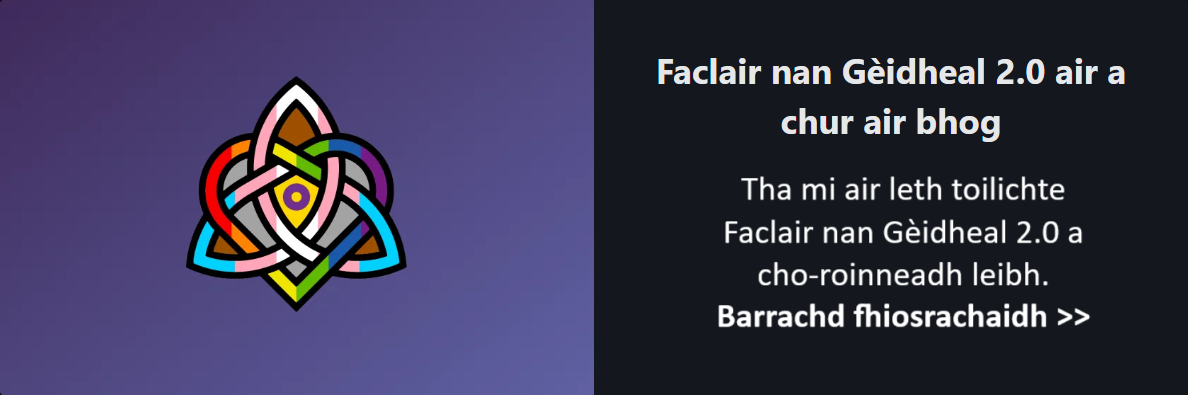 Faclair nan Gèidheal 2.0 air a
chur air bhog
Tha mi air leth toilichte
Faclair nan Gèidheal 2.0 a
cho-roinneadh leibh.
Barrachd fhiosrachaidh >>